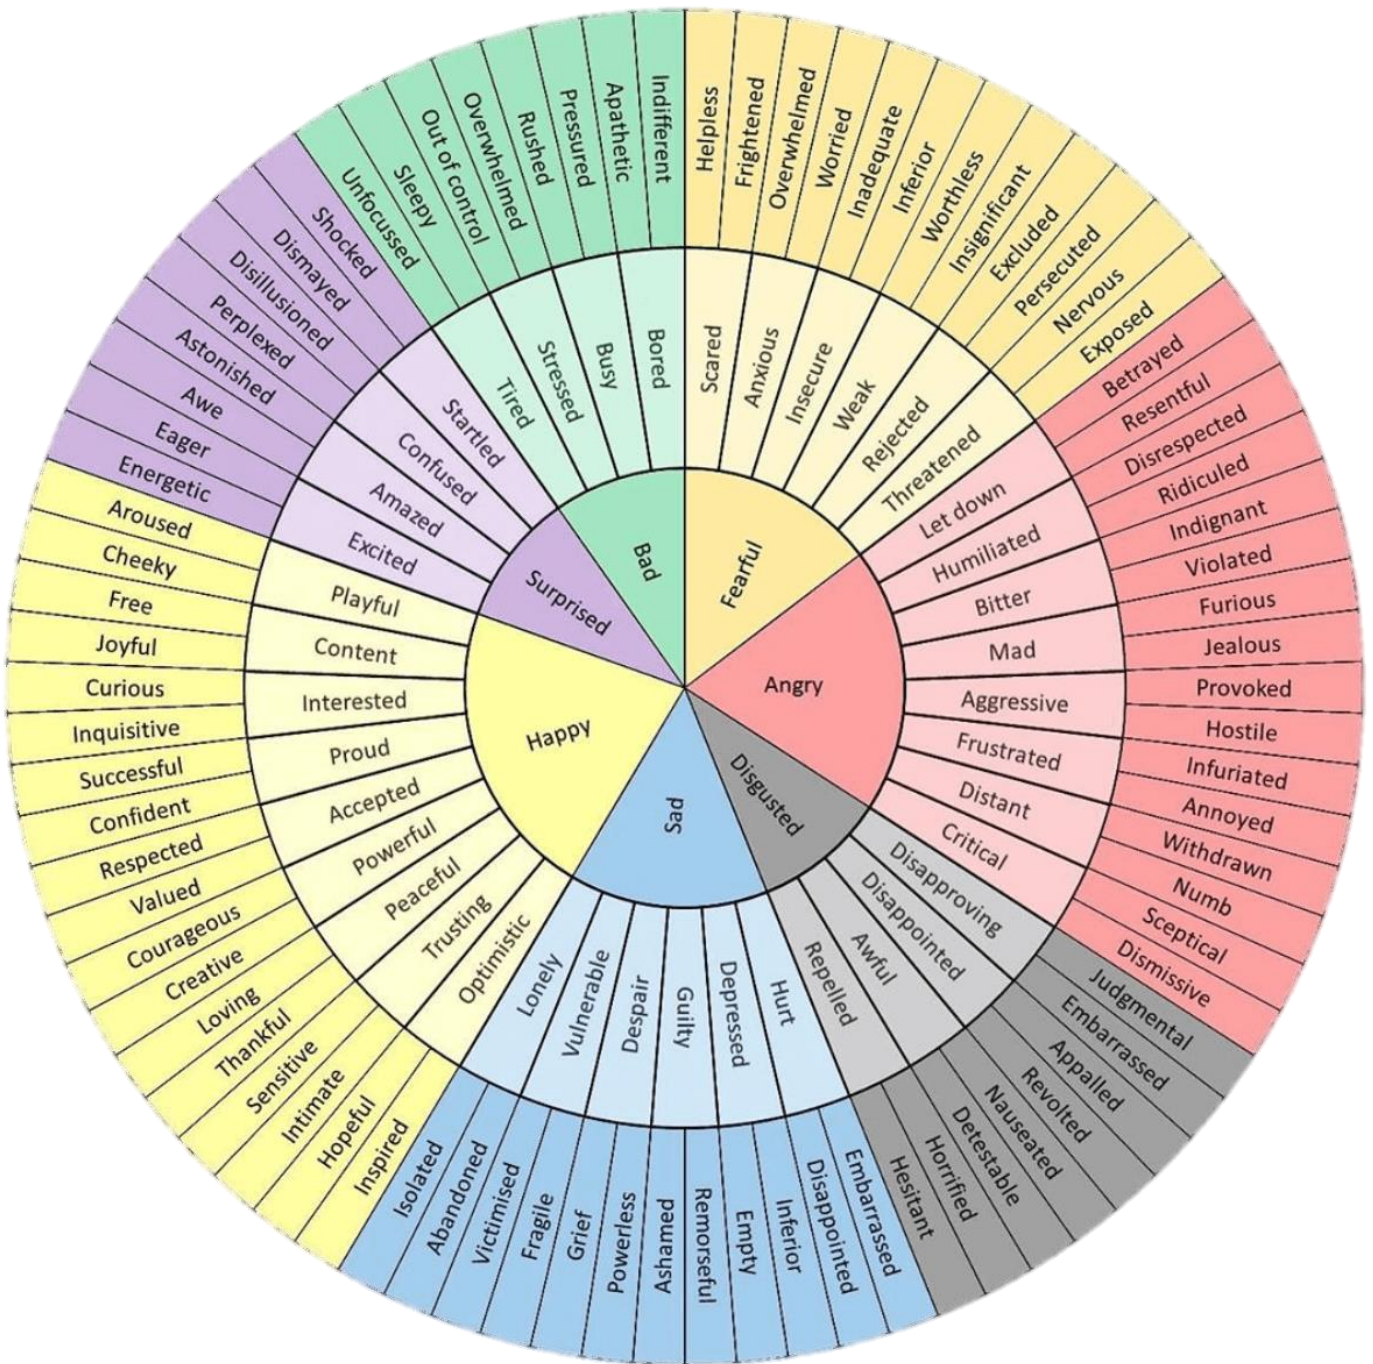 Fearful
Angry
Disgusted
Sad
Happy
Surprised
Bad
Scared
Anxious
Insecure
Weak
Rejected
Threatened
Let down
Humiliated
Bitter
Mad
Aggressive
Frustrated
Distant
Critical
Disapproving
Disappointed
Awful
Repelled
Hurt
Depressed
Guilty
Despair
Vulnerable
Lonely
Optimistic
Trusting
Peaceful
Powerful
Accepted
Proud
Interested
Content
Playful
Excited
Amazed
Confused
Startled
Tired
Stressed
Busy
Bored
Helpless
Frightened
Overwhelmed
Worried
Inadequate
Inferior
Worthless
Insignificant
Excluded
Persecuted
Nervous
Exposed
Betrayed
Resentful
Disrespected
Ridiculed
Indignant
Violated
Furious
Jealous
Provoked
Hostile
Infuriated
Annoyed
Withdrawn
Numb
Sceptical
Dismissive
Judgmental
Embarrassed
Appalled
Revolted
Nauseated
Detestable
Horrified
Hesitant
Embarrassed
Disappointed
Inferior
Empty
Remorseful
Ashamed
Powerless
Grief
Fragile
Victimised
Abandoned
Isolated
Inspired
Hopeful
Intimate
Sensitive
Thankful
Loving
Creative
Courageous
Valued
Respected
Confident
Successful
Inquisitive
Curious
Joyful
Free
Cheeky
Aroused
Energetic
Eager
Awe
Astonished
Perplexed
Disillusioned
Dismayed
Shocked
Unfocussed
Sleepy
Out of control
Overwhelmed
Rushed
Pressured
Apathetic
Indifferent